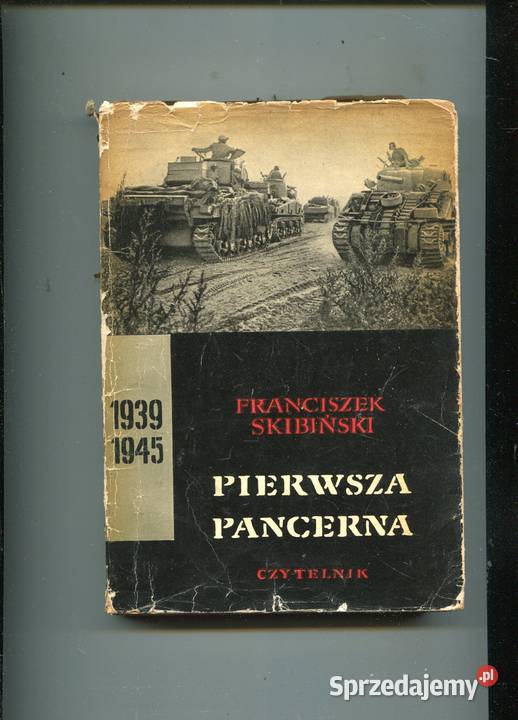 1939
1945
FRANCISZEK
SKIBIŃSKI
PIERWSZA
PANCERNA
CZYTELNIK
Sprzedajemy.pl